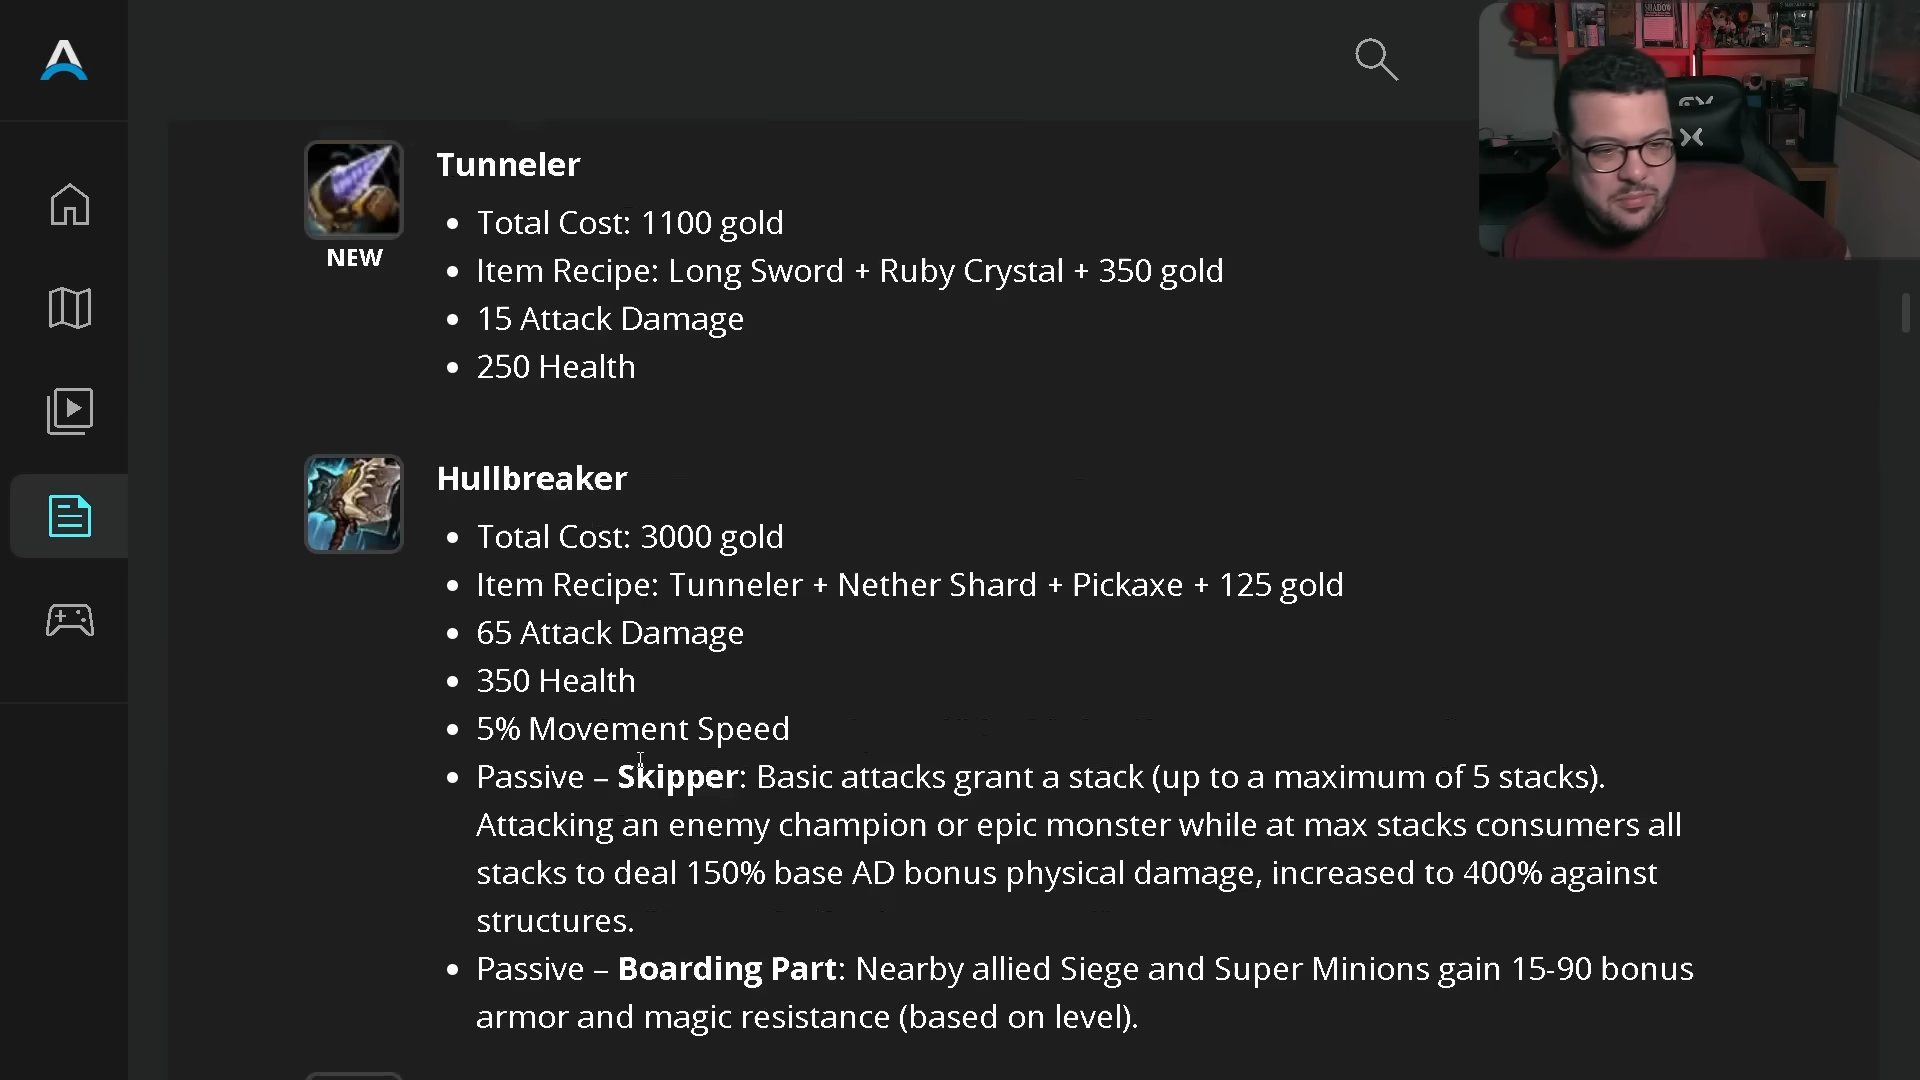 Tunneler
Total Cost: 1100 gold
NEW
Item Recipe: Long Sword + Ruby Crystal + 350 gold
15 Attack Damage
250 Health
Hullbreaker
Total Cost: 3000 gold
Item Recipe: Tunneler + Nether Shard + Pickaxe + 125 gold
65 Attack Damage
350 Health
5% Movement Speed
Passive – Skipper: Basic attacks grant a stack (up to a maximum of 5 stacks).
Attacking an enemy champion or epic monster while at max stacks consumers all
stacks to deal 150% base AD bonus physical damage, increased to 400% against
structures.
Passive – Boarding Part: Nearby allied Siege and Super Minions gain 15-90 bonus
armor and magic resistance (based on level).